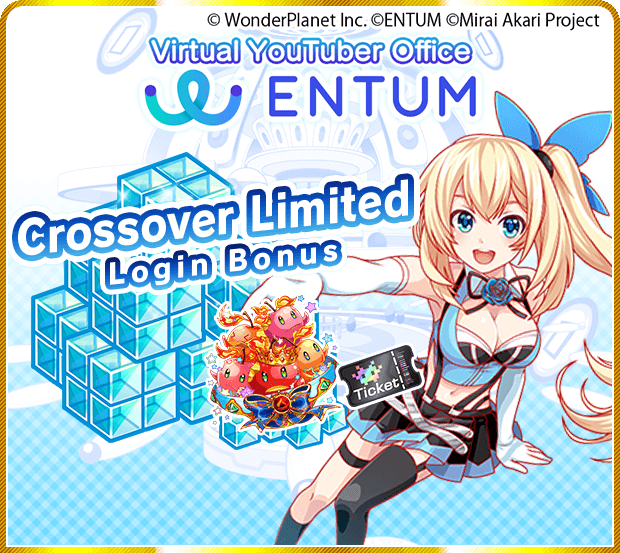 © WonderPlanet Inc. ©ENTUM ©Mirai Akari Project
Virtual YouTuber Office
ENTUM
Crossover Limited
Login Bonus
Ticket